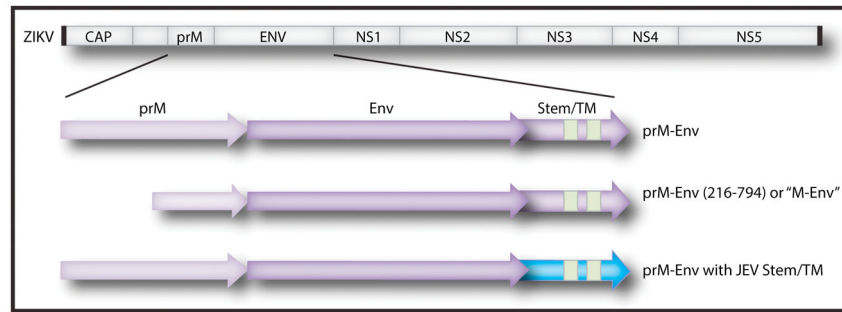 ZIKV CAP prM ENV NS1 NS2 NS3 NS4 NS5
prM Env Stem/TM
prM-Env
prM-Env (216-794) or "M-Env"
prM-Env with JEV Stem/TM